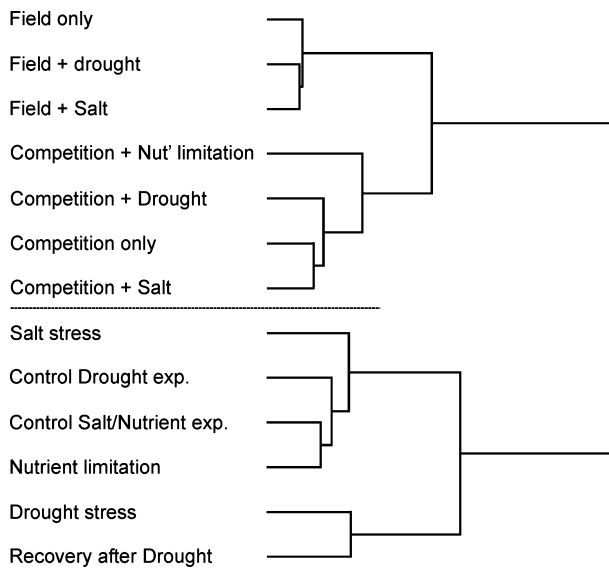 Field only
Field + drought
Field + Salt
Competition + Nut’ limitation
Competition + Drought
Competition only
Competition + Salt
Salt stress
Control Drought exp.
Control Salt/Nutrient exp.
Nutrient limitation
Drought stress
Recovery after Drought